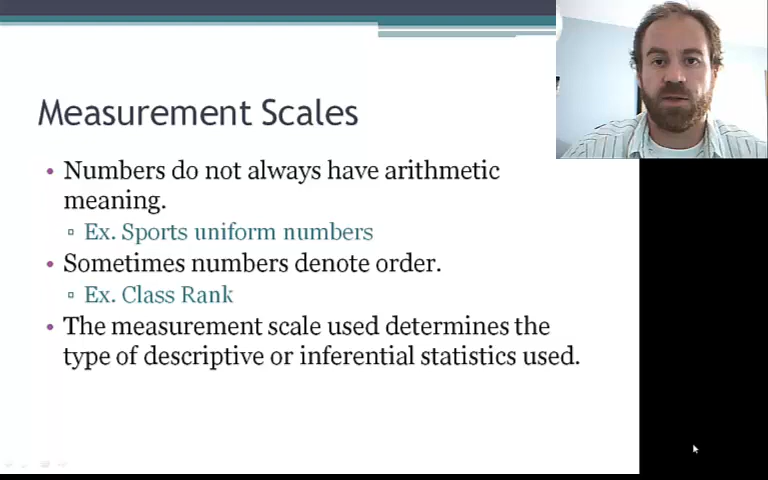 Measurement Scales
• Numbers do not always have arithmetic
meaning.
▫ Ex. Sports uniform numbers
• Sometimes numbers denote order.
▫ Ex. Class Rank
• The measurement scale used determines the
type of descriptive or inferential statistics used.